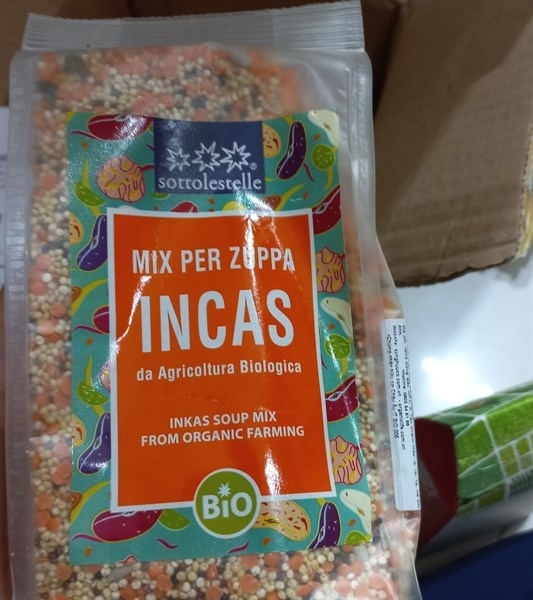 sottolestelle®
MIX PER ZUPPA
INCAS
da Agricoltura Biologica
INKAS SOUP MIX
FROM ORGANIC FARMING
BiO